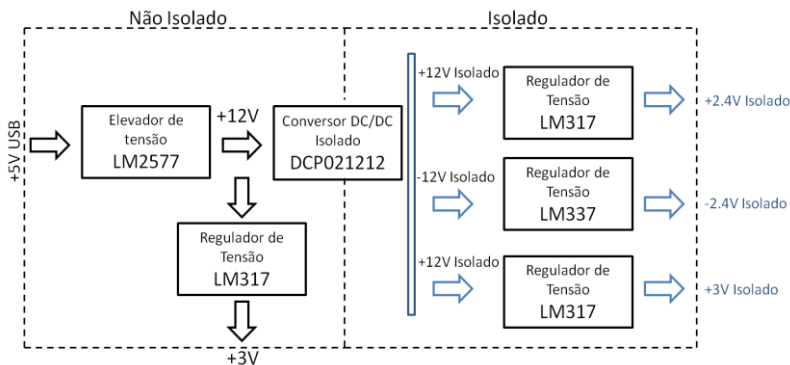 Não Isolado
Isolado
+5V USB
Elevador de
tensão
LM2577
+12V
Conversor DC/DC
Isolado
DCP021212
Regulador de
Tensão
LM317
+3V
+12V Isolado
Regulador de
Tensão
LM317
+2.4V Isolado
-12V Isolado
Regulador de
Tensão
LM337
-2.4V Isolado
+12V Isolado
Regulador de
Tensão
LM317
+3V Isolado